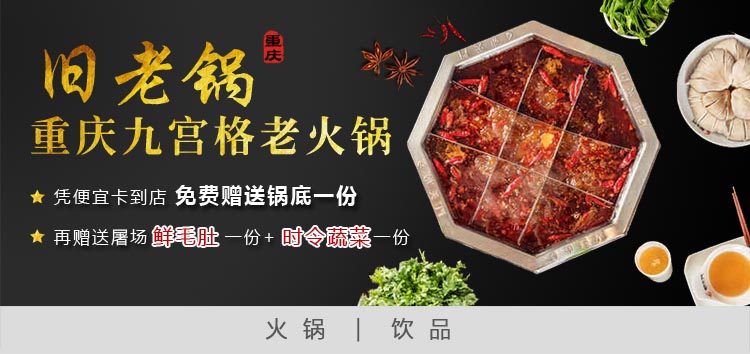 旧老锅
重庆
重庆九宫格老火锅
凭便宜卡到店 免费赠送锅底一份
再赠送屠场鲜毛肚一份+时令蔬菜一份
火锅 | 饮品